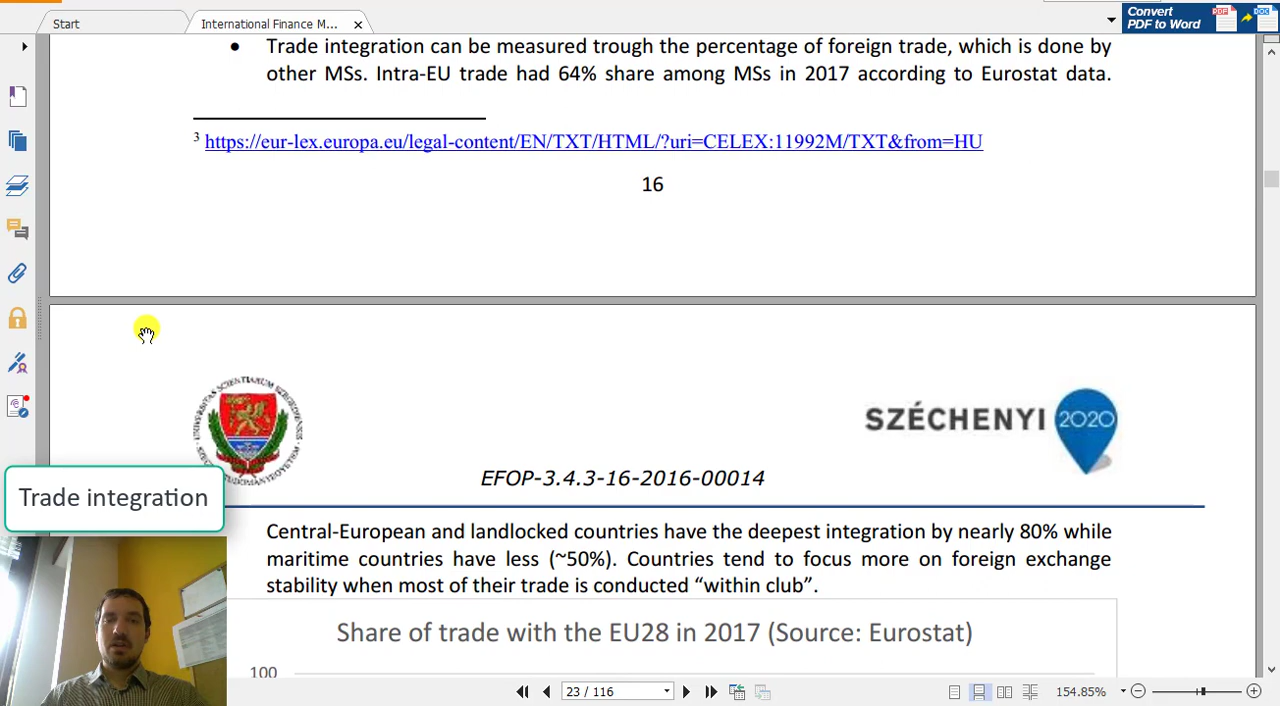 Start
International Finance M...
Convert
PDF to Word
PDF
DOC
• Trade integration can be measured trough the percentage of foreign trade, which is done by
other MSs. Intra-EU trade had 64% share among MSs in 2017 according to Eurostat data.
3 https://eur-lex.europa.eu/legal-content/EN/TXT/HTML/?uri=CELEX:11992M/TXT&from=HU
16
SZÉCHENYI 2020
EFOP-3.4.3-16-2016-00014
Trade integration
Central-European and landlocked countries have the deepest integration by nearly 80% while
maritime countries have less (~50%). Countries tend to focus more on foreign exchange
stability when most of their trade is conducted “within club”.
Share of trade with the EU28 in 2017 (Source: Eurostat)
100
23 / 116
154.85%